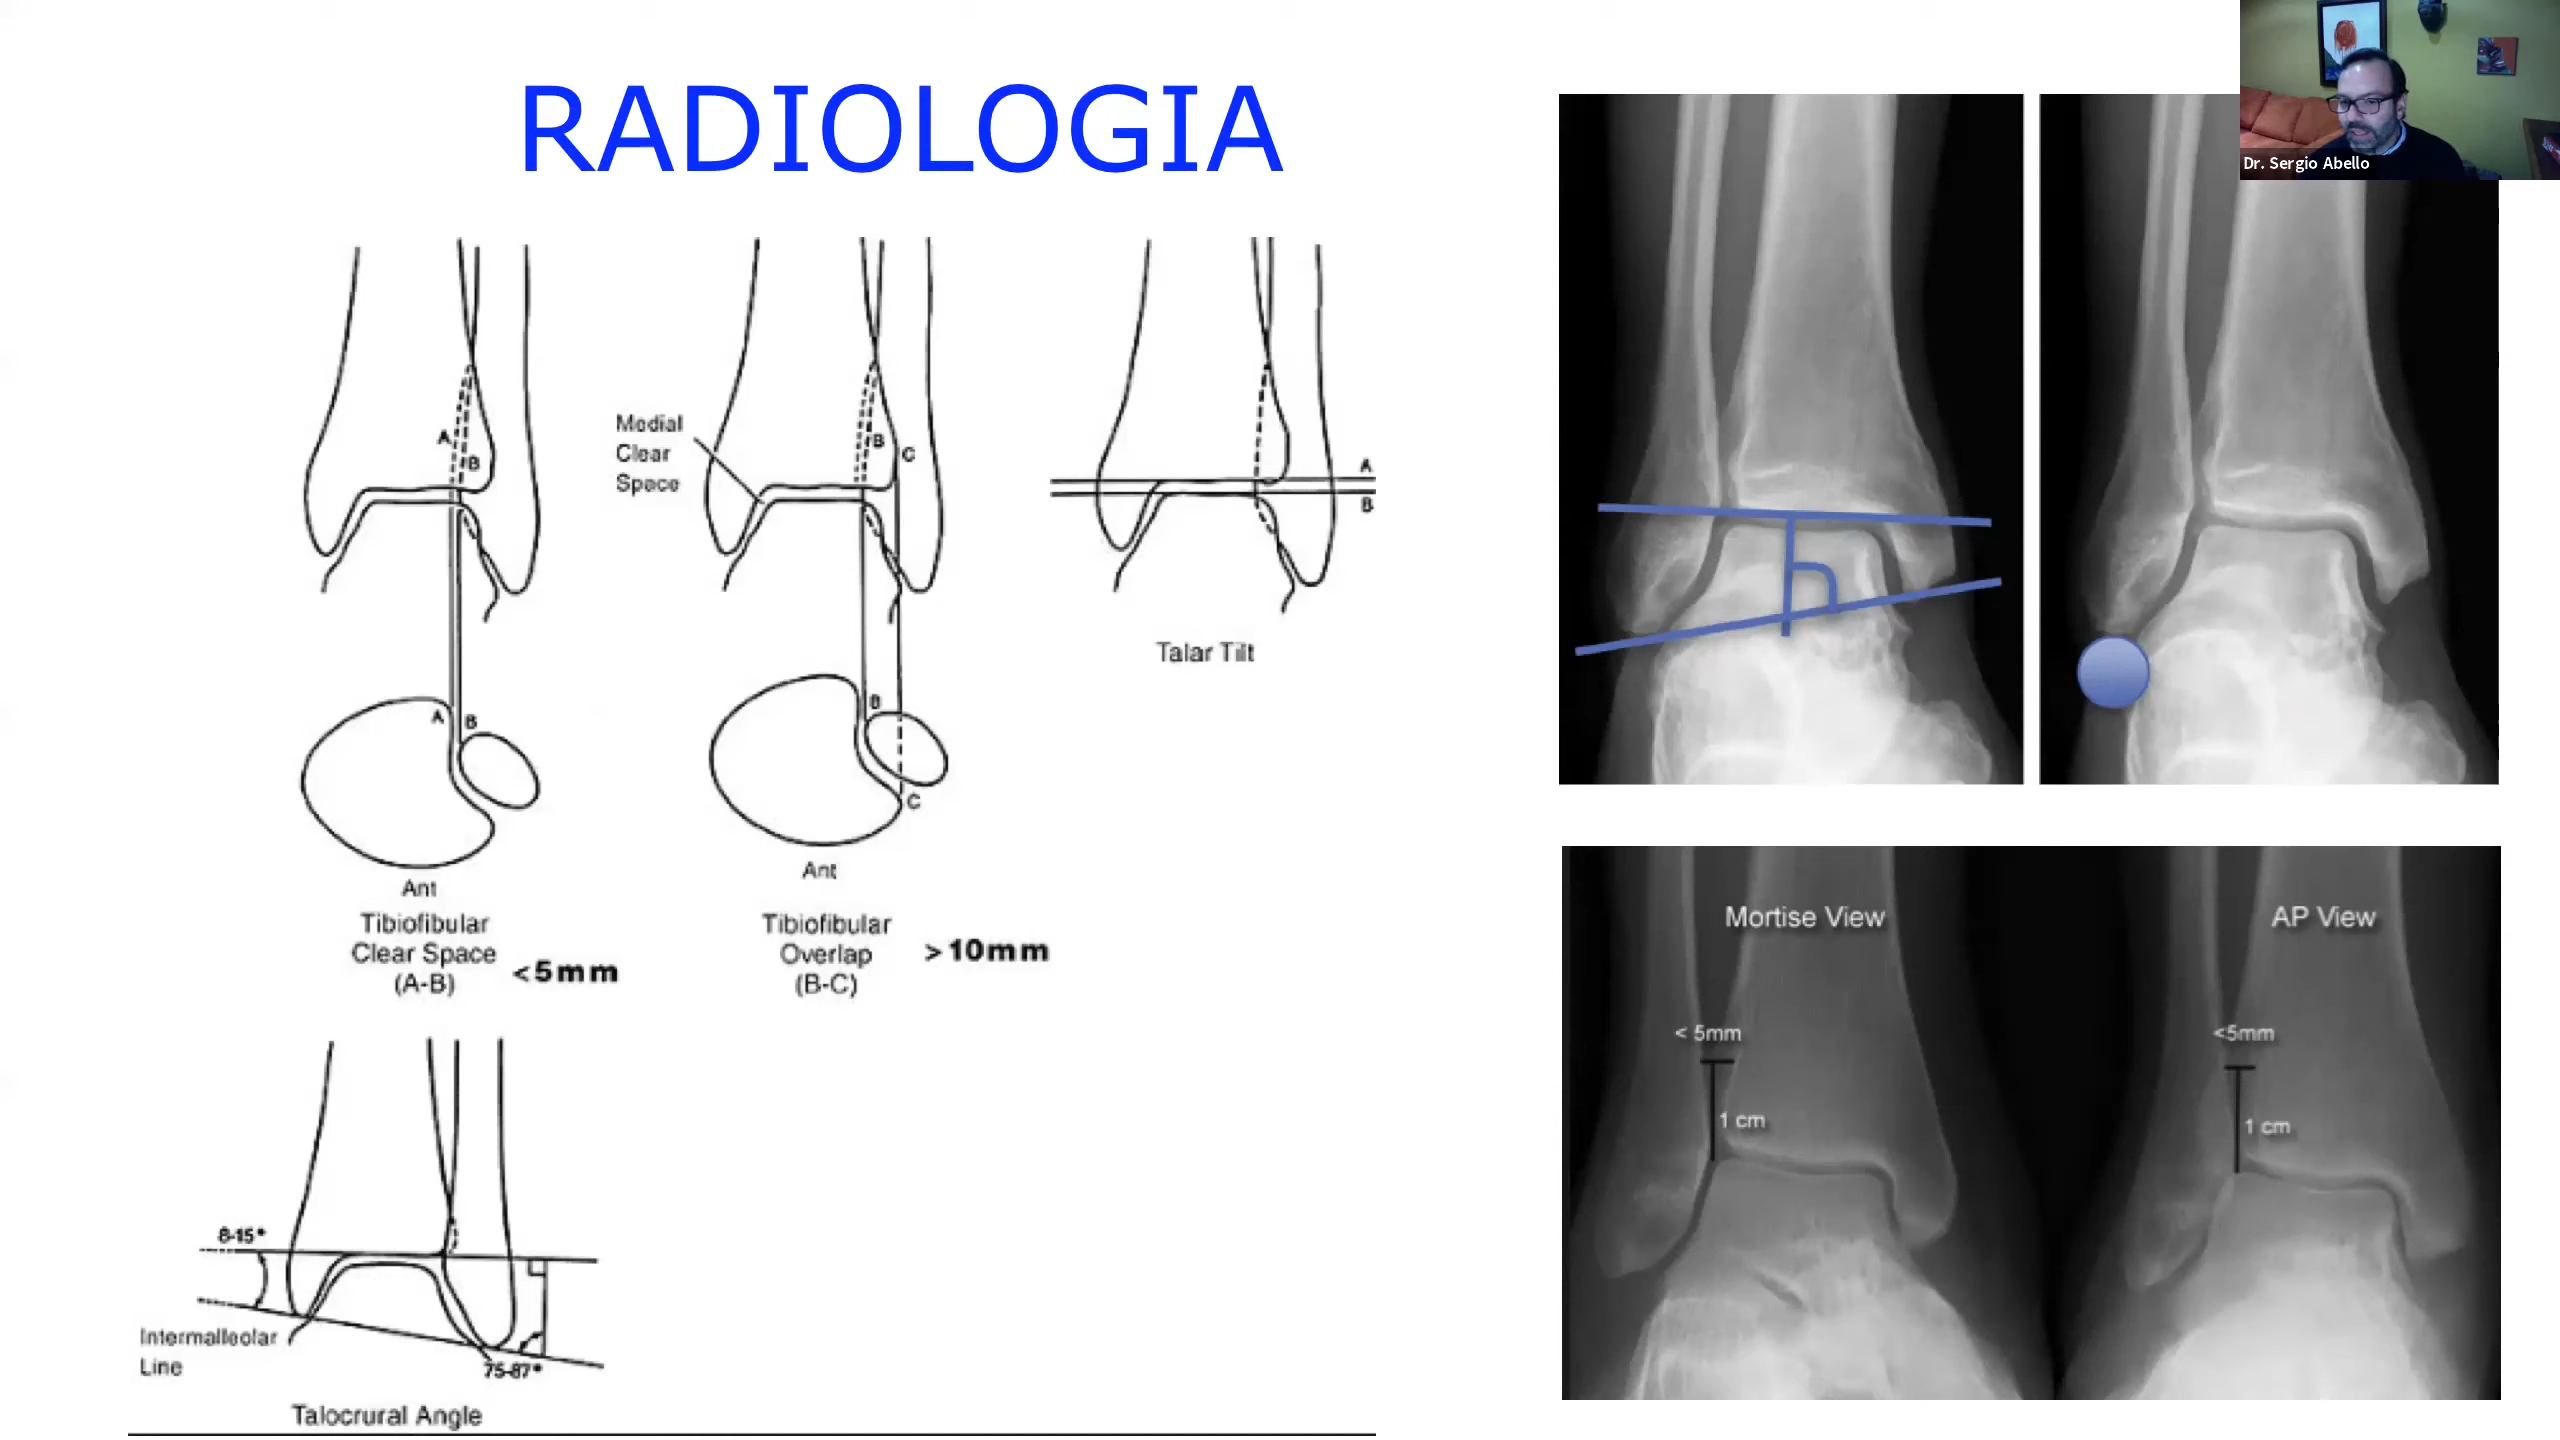 RADIOLOGIA
Dr. Sergio Abello
A
B
A
B
Ant
Tibiofibular
Clear Space
(A-B)
<5mm
Medial
Clear
Space
B
C
B
C
Ant
Tibiofibular
Overlap
(B-C)
>10mm
A
B
Talar Tilt
8-15°
Intermalleolar
Line
75-87°
Talocrural Angle
Mortise View
< 5mm
1 cm
AP View
<5mm
1 cm